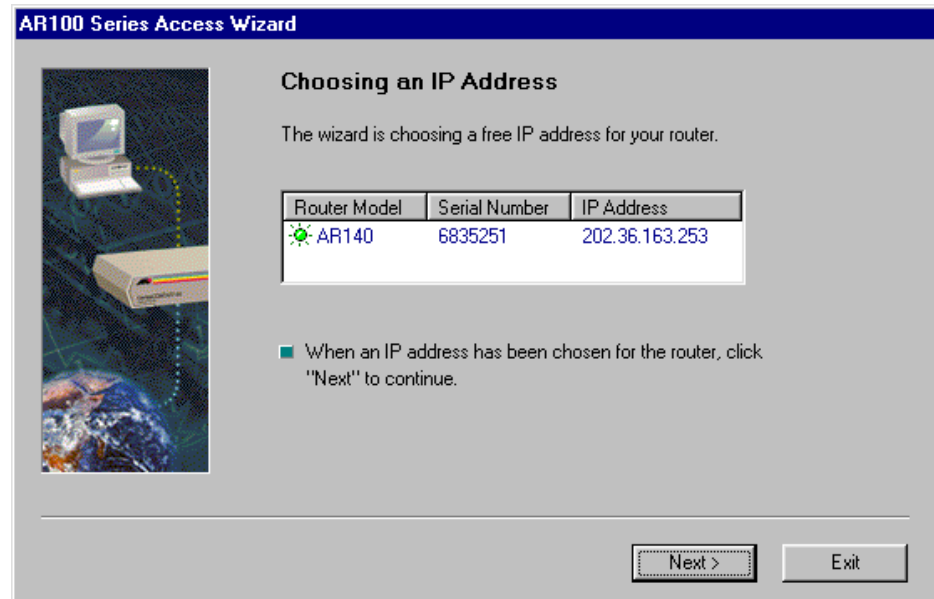 AR100 Series Access Wizard
Choosing an IP Address
The wizard is choosing a free IP address for your router.
Router Model Serial Number IP Address
AR140 6835251 202.36.163.253
When an IP address has been chosen for the router, click
"Next" to continue.
Next > Exit